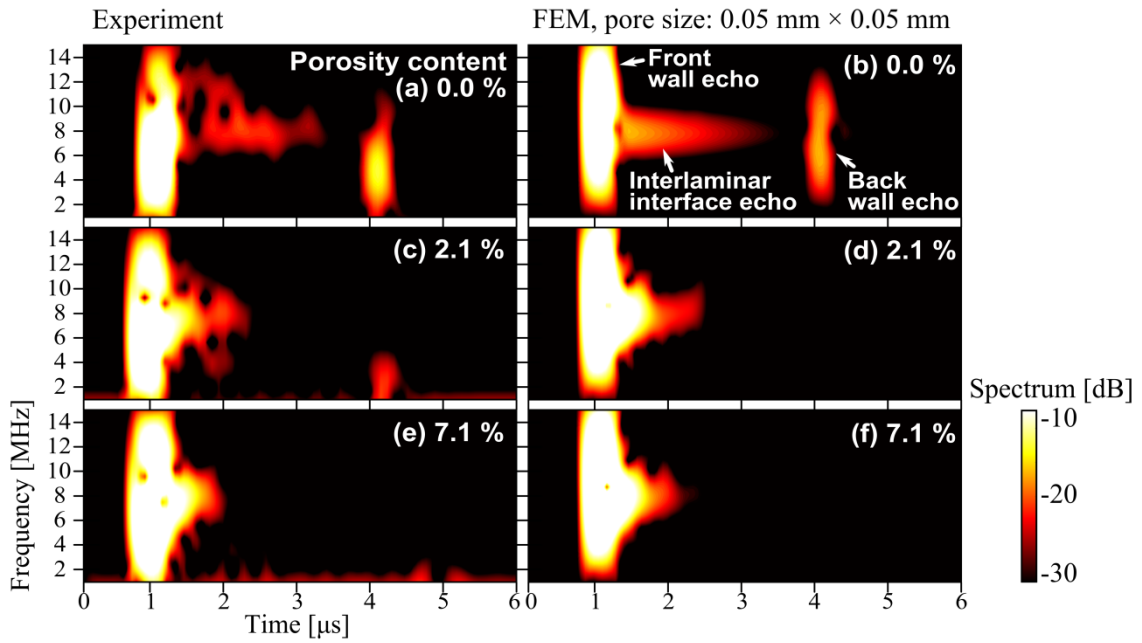 Experiment
FEM, pore size: 0.05 mm × 0.05 mm
14
12
10
8
6
4
2
Porosity content
(a) 0.0 %
Front
wall echo
(b) 0.0 %
Interlaminar
interface echo
Back
wall echo
14
12
10
8
6
4
2
(c) 2.1 %
(d) 2.1 %
14
12
10
8
6
4
2
(e) 7.1 %
(f) 7.1 %
Frequency [MHz]
0 1 2 3 4 5 6
0 1 2 3 4 5 6
Time [μs]
Spectrum [dB]
-10
-20
-30